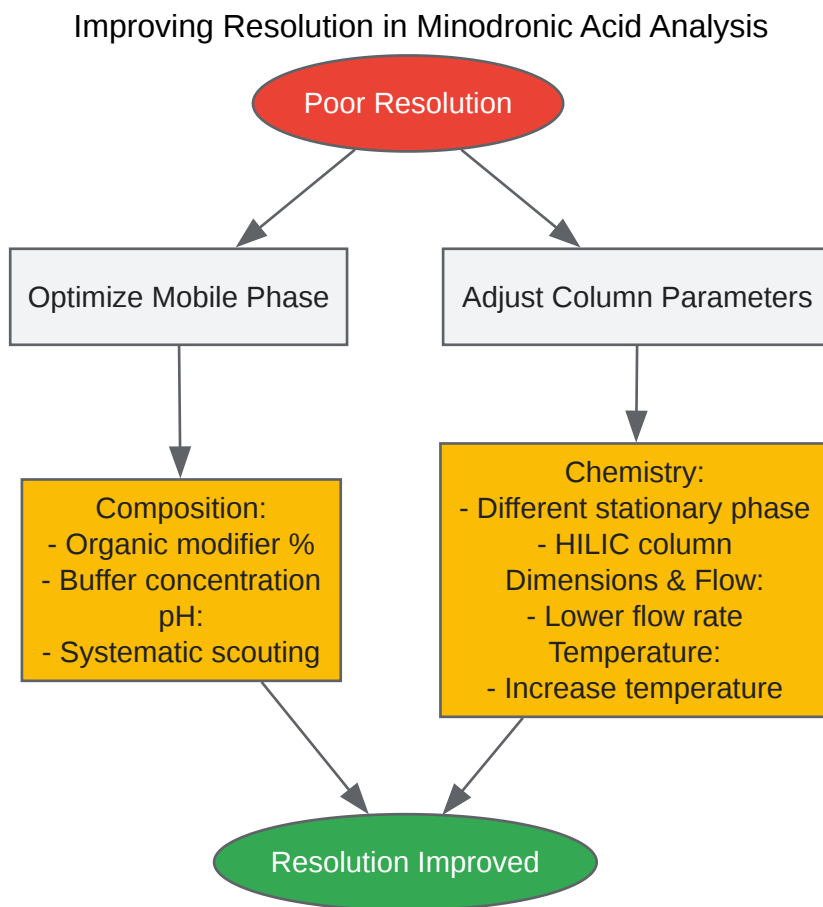 Improving Resolution in Minodronic Acid Analysis
Poor Resolution
Optimize Mobile Phase
Adjust Column Parameters
Composition:
- Organic modifier %
- Buffer concentration
pH:
- Systematic scouting
Chemistry:
- Different stationary phase
- HILIC column
Dimensions & Flow:
- Lower flow rate
Temperature:
- Increase temperature
Resolution Improved